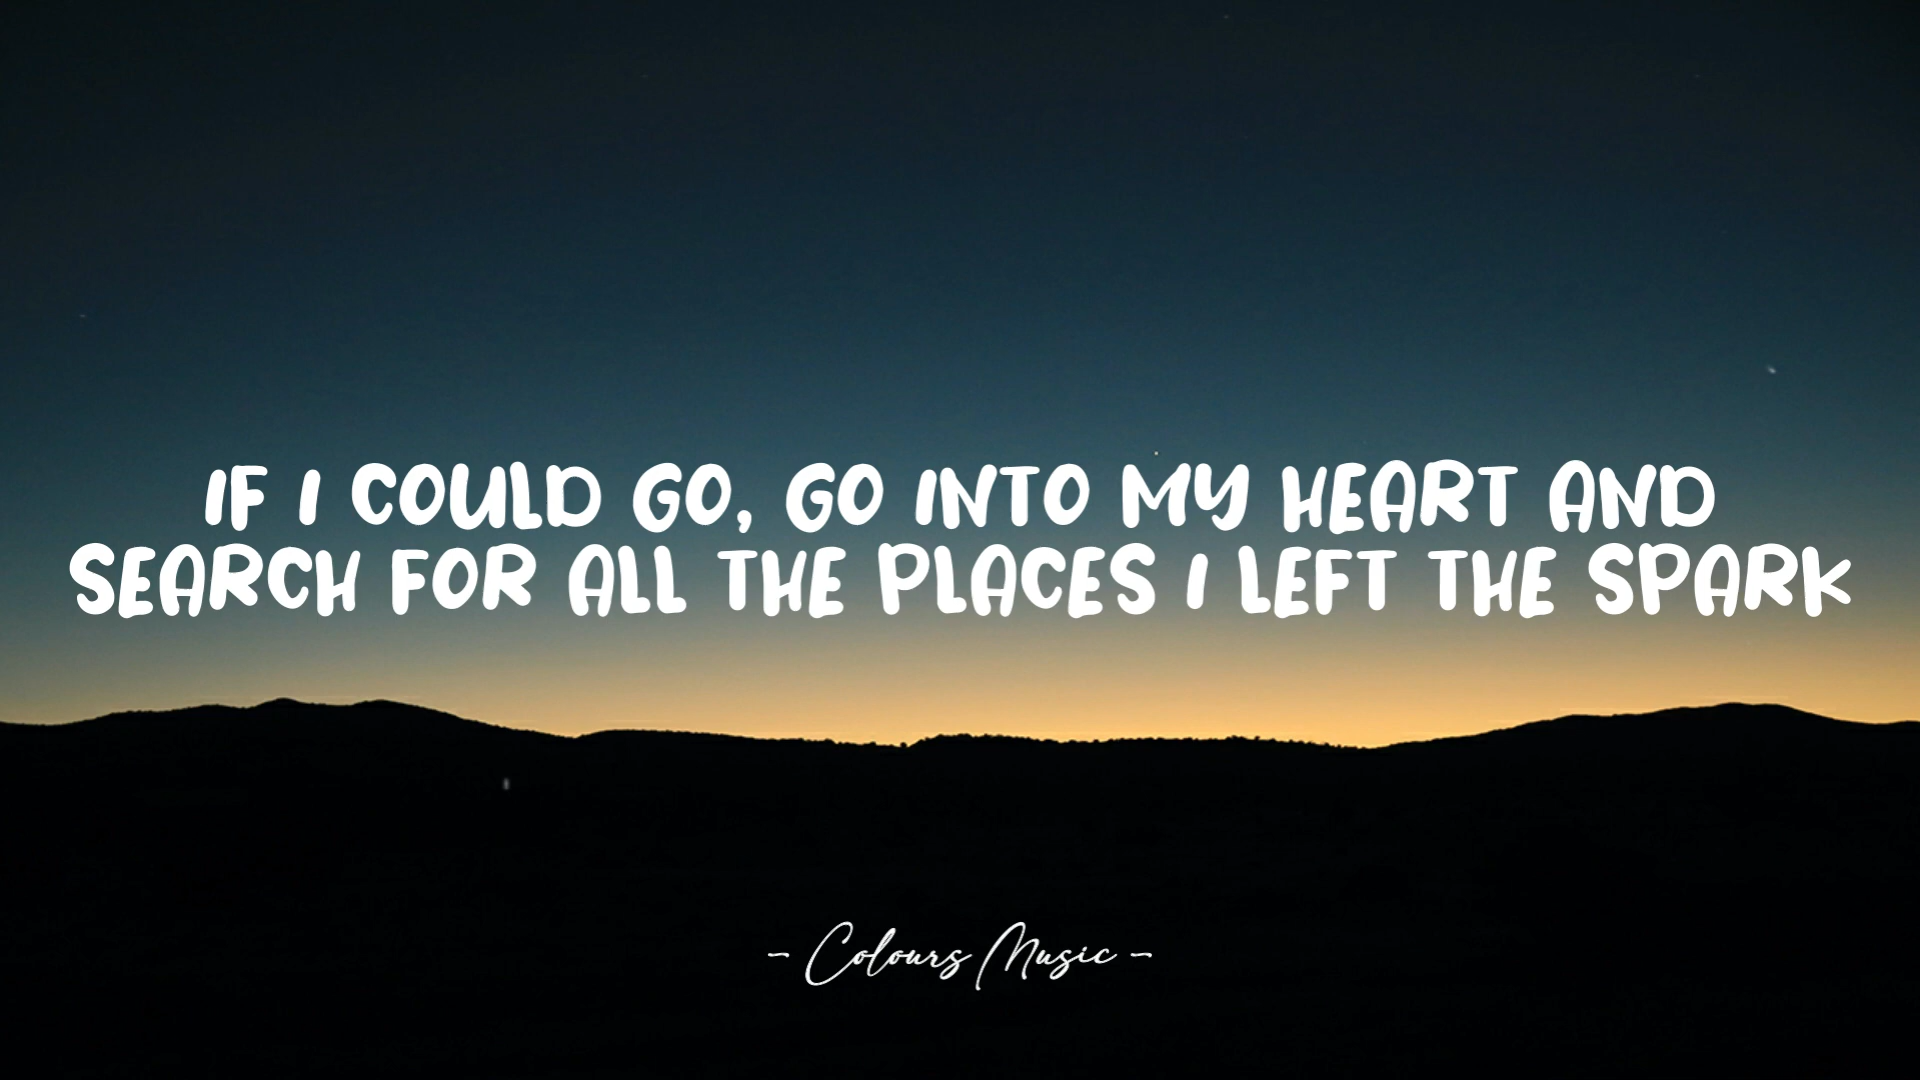 IF I COULD GO, GO INTO MY HEART AND
SEARCH FOR ALL THE PLACES I LEFT THE SPARK
- Colours Music -